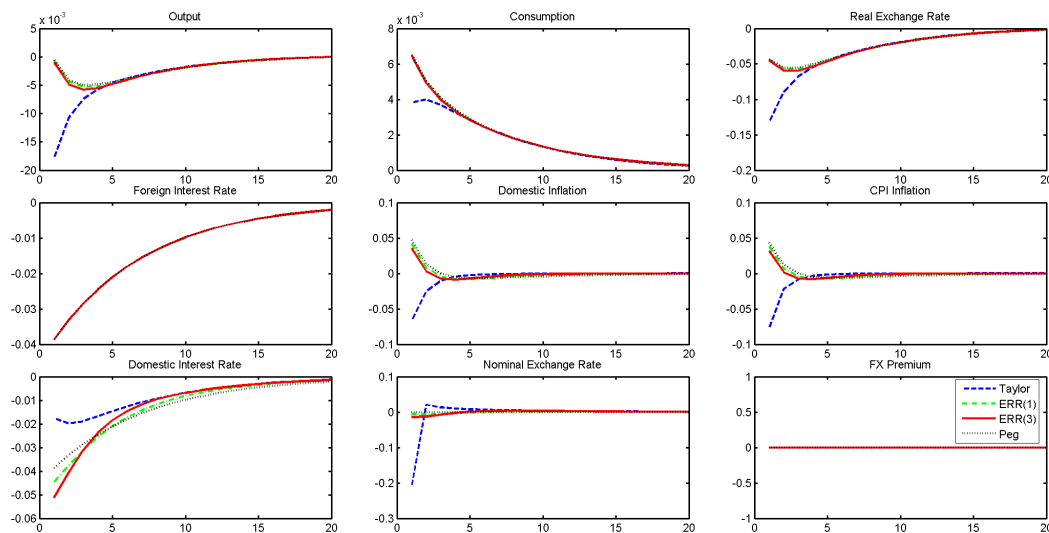 Output
Consumption
Real Exchange Rate
x 10⁻³
5
0
-5
-10
-15
-20
0 5 10 15 20
x 10⁻³
8
6
4
2
0
0 5 10 15 20
0
-0.05
-0.1
-0.15
-0.2
0 5 10 15 20
Foreign Interest Rate
Domestic Inflation
CPI Inflation
0
-0.01
-0.02
-0.03
-0.04
0 5 10 15 20
0.1
0.05
0
-0.05
-0.1
0 5 10 15 20
0.1
0.05
0
-0.05
-0.1
0 5 10 15 20
Domestic Interest Rate
Nominal Exchange Rate
FX Premium
0
-0.01
-0.02
-0.03
-0.04
-0.05
-0.06
0 5 10 15 20
0.1
0
-0.1
-0.2
-0.3
0 5 10 15 20
1
0.5
0
-0.5
-1
0 5 10 15 20
Taylor
ERR(1)
ERR(3)
Peg